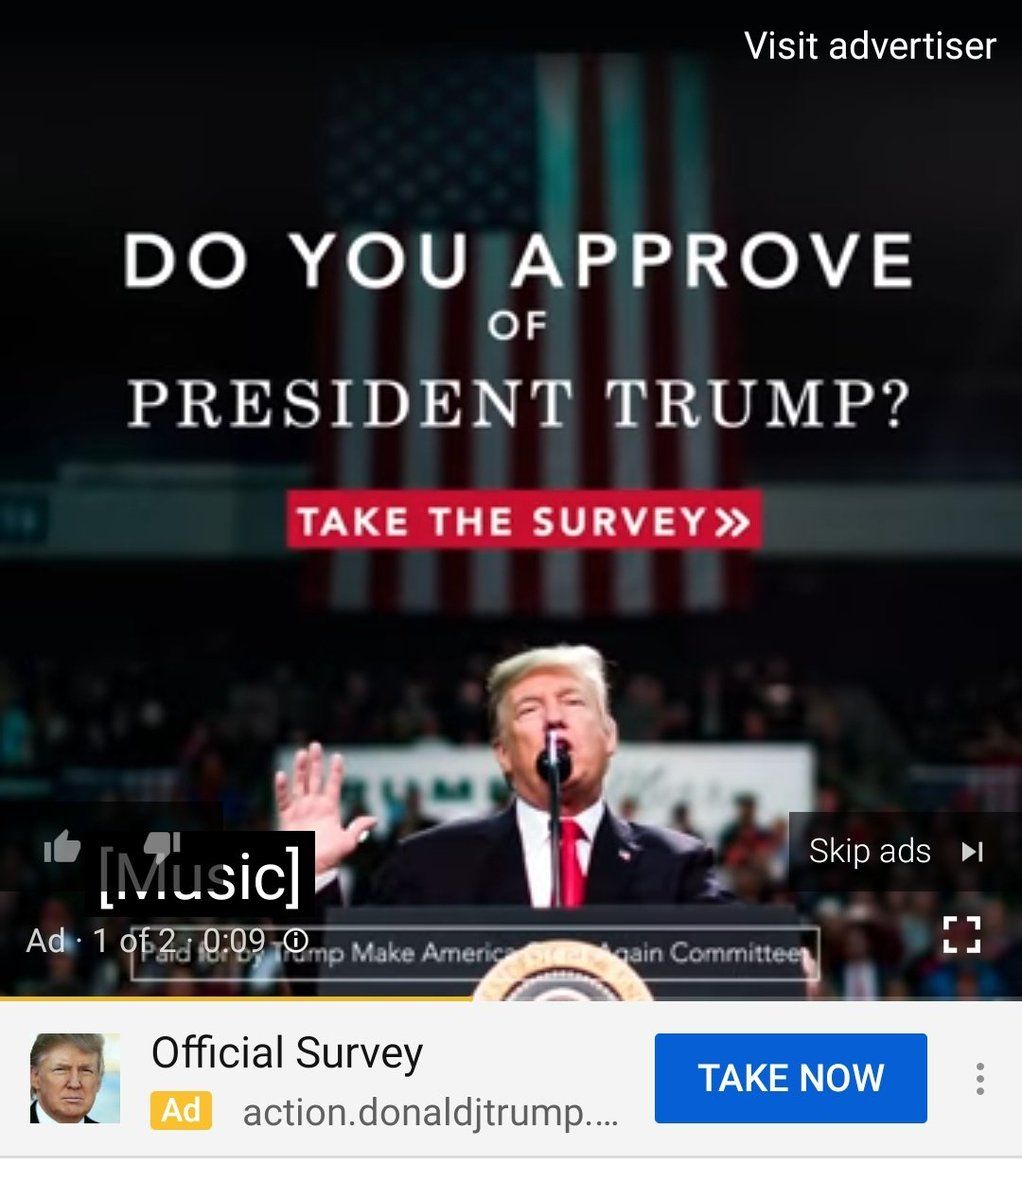 Visit advertiser
DO YOU APPROVE
OF
PRESIDENT TRUMP?
TAKE THE SURVEY»
Skip ads
[Music]
Ad · 1 of 2 · 0:09
Paid for by Trump Make America Great Again Committee
Official Survey
Ad action.donaldjtrump....
TAKE NOW